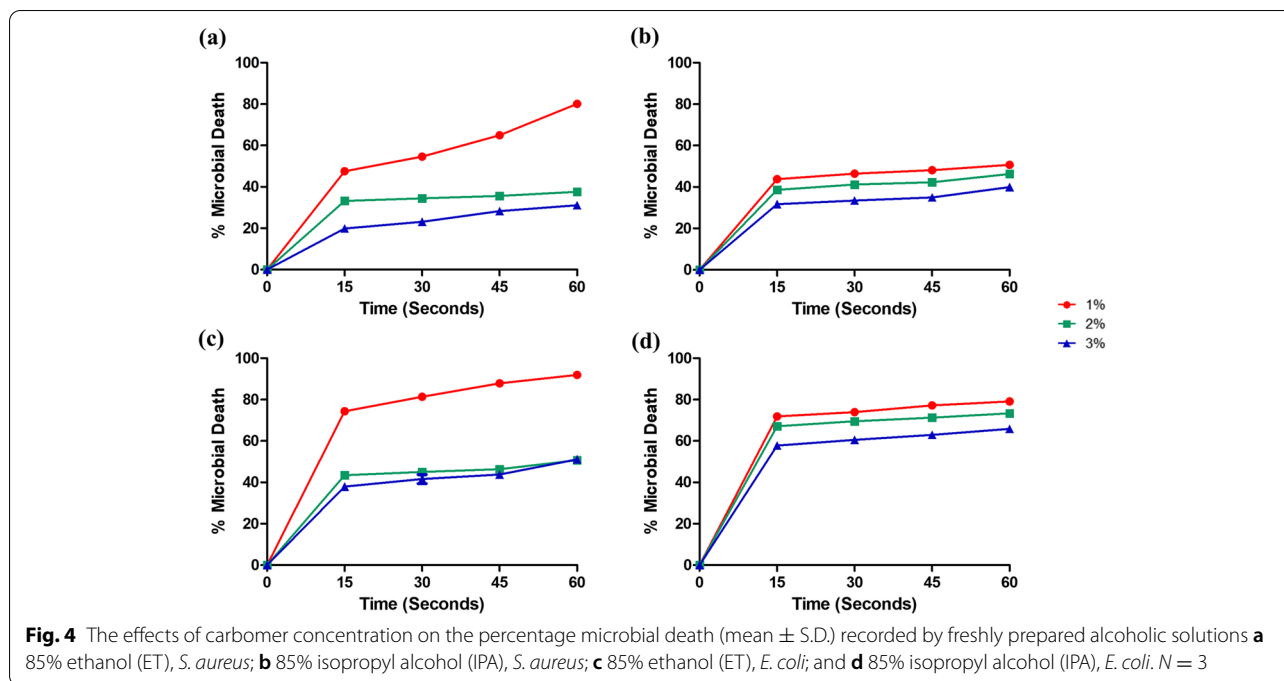 (a)
100
80
60
40
20
0
% Microbial Death
0 15 30 45 60
Time (Seconds)
(b)
100
80
60
40
20
0
% Microbial Death
0 15 30 45 60
Time (Seconds)
1%
2%
3%
(c)
100
80
60
40
20
0
% Microbial Death
0 15 30 45 60
Time (Seconds)
(d)
100
80
60
40
20
0
% Microbial Death
0 15 30 45 60
Time (Seconds)
Fig. 4 The effects of carbomer concentration on the percentage microbial death (mean ± S.D.) recorded by freshly prepared alcoholic solutions a
85% ethanol (ET), S. aureus; b 85% isopropyl alcohol (IPA), S. aureus; c 85% ethanol (ET), E. coli; and d 85% isopropyl alcohol (IPA), E. coli. N = 3